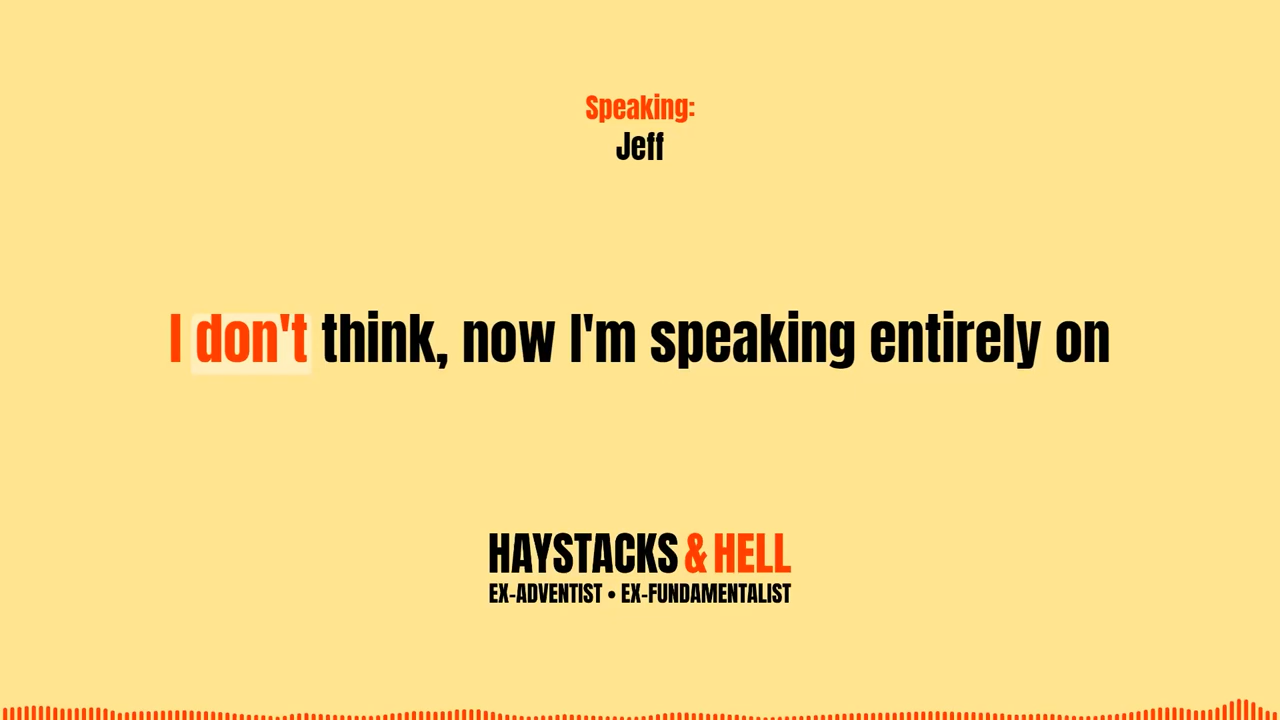 Speaking:
Jeff
I don't think, now I'm speaking entirely on
HAYSTACKS & HELL
EX-ADVENTIST • EX-FUNDAMENTALIST